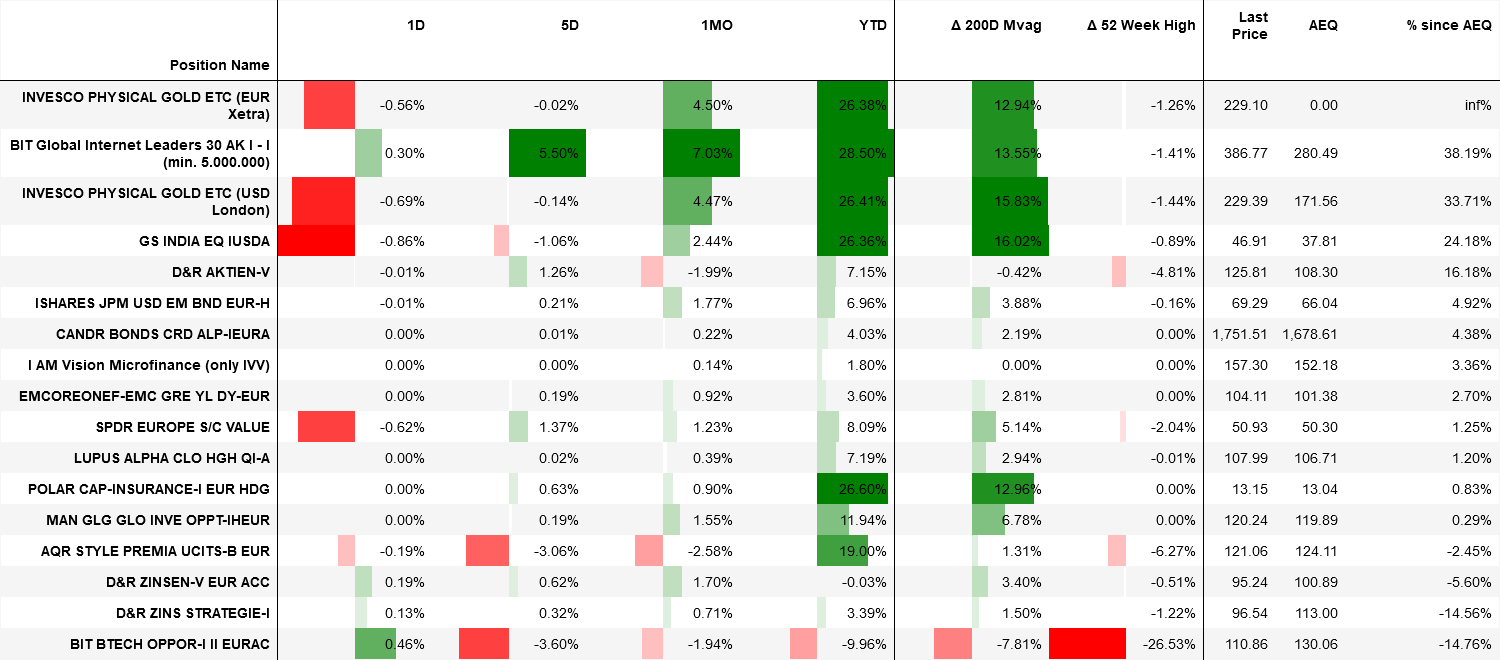 Position Name 1D 5D 1MO YTD Δ 200D Mvag Δ 52 Week High Last Price AEQ % since AEQ
INVESCO PHYSICAL GOLD ETC (EUR Xetra) -0.56% -0.02% 4.50% 26.38% 12.94% -1.26% 229.10 0.00 inf%
BIT Global Internet Leaders 30 AK I - I (min. 5.000.000) 0.30% 5.50% 7.03% 28.50% 13.55% -1.41% 386.77 280.49 38.19%
INVESCO PHYSICAL GOLD ETC (USD London) -0.69% -0.14% 4.47% 26.41% 15.83% -1.44% 229.39 171.56 33.71%
GS INDIA EQ IUSDA -0.86% -1.06% 2.44% 26.36% 16.02% -0.89% 46.91 37.81 24.18%
D&R AKTIEN-V -0.01% 1.26% -1.99% 7.15% -0.42% -4.81% 125.81 108.30 16.18%
ISHARES JPM USD EM BND EUR-H -0.01% 0.21% 1.77% 6.96% 3.88% -0.16% 69.29 66.04 4.92%
CANDR BONDS CRD ALP-IEURA 0.00% 0.01% 0.22% 4.03% 2.19% 0.00% 1,751.51 1,678.61 4.38%
I AM Vision Microfinance (only IVV) 0.00% 0.00% 0.14% 1.80% 0.00% 0.00% 157.30 152.18 3.36%
EMCOREONEF-EMC GRE YL DY-EUR 0.00% 0.19% 0.92% 3.60% 2.81% 0.00% 104.11 101.38 2.70%
SPDR EUROPE S/C VALUE -0.62% 1.37% 1.23% 8.09% 5.14% -2.04% 50.93 50.30 1.25%
LUPUS ALPHA CLO HGH QI-A 0.00% 0.02% 0.39% 7.19% 2.94% -0.01% 107.99 106.71 1.20%
POLAR CAP-INSURANCE-I EUR HDG 0.00% 0.63% 0.90% 26.60% 12.96% 0.00% 13.15 13.04 0.83%
MAN GLG GLO INVE OPPT-IHEUR 0.00% 0.19% 1.55% 11.94% 6.78% 0.00% 120.24 119.89 0.29%
AQR STYLE PREMIA UCITS-B EUR -0.19% -3.06% -2.58% 19.00% 1.31% -6.27% 121.06 124.11 -2.45%
D&R ZINSEN-V EUR ACC 0.19% 0.62% 1.70% -0.03% 3.40% -0.51% 95.24 100.89 -5.60%
D&R ZINS STRATEGIE-I 0.13% 0.32% 0.71% 3.39% 1.50% -1.22% 96.54 113.00 -14.56%
BIT BTECH OPPOR-I II EURAC 0.46% -3.60% -1.94% -9.96% -7.81% -26.53% 110.86 130.06 -14.76%